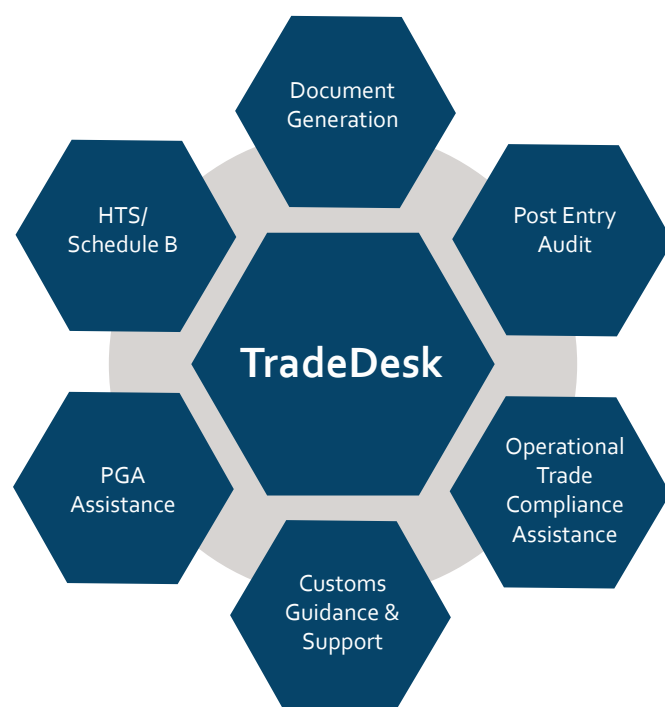 Document
Generation
HTS/
Schedule B
Post Entry
Audit
TradeDesk
PGA
Assistance
Operational
Trade
Compliance
Assistance
Customs
Guidance &
Support